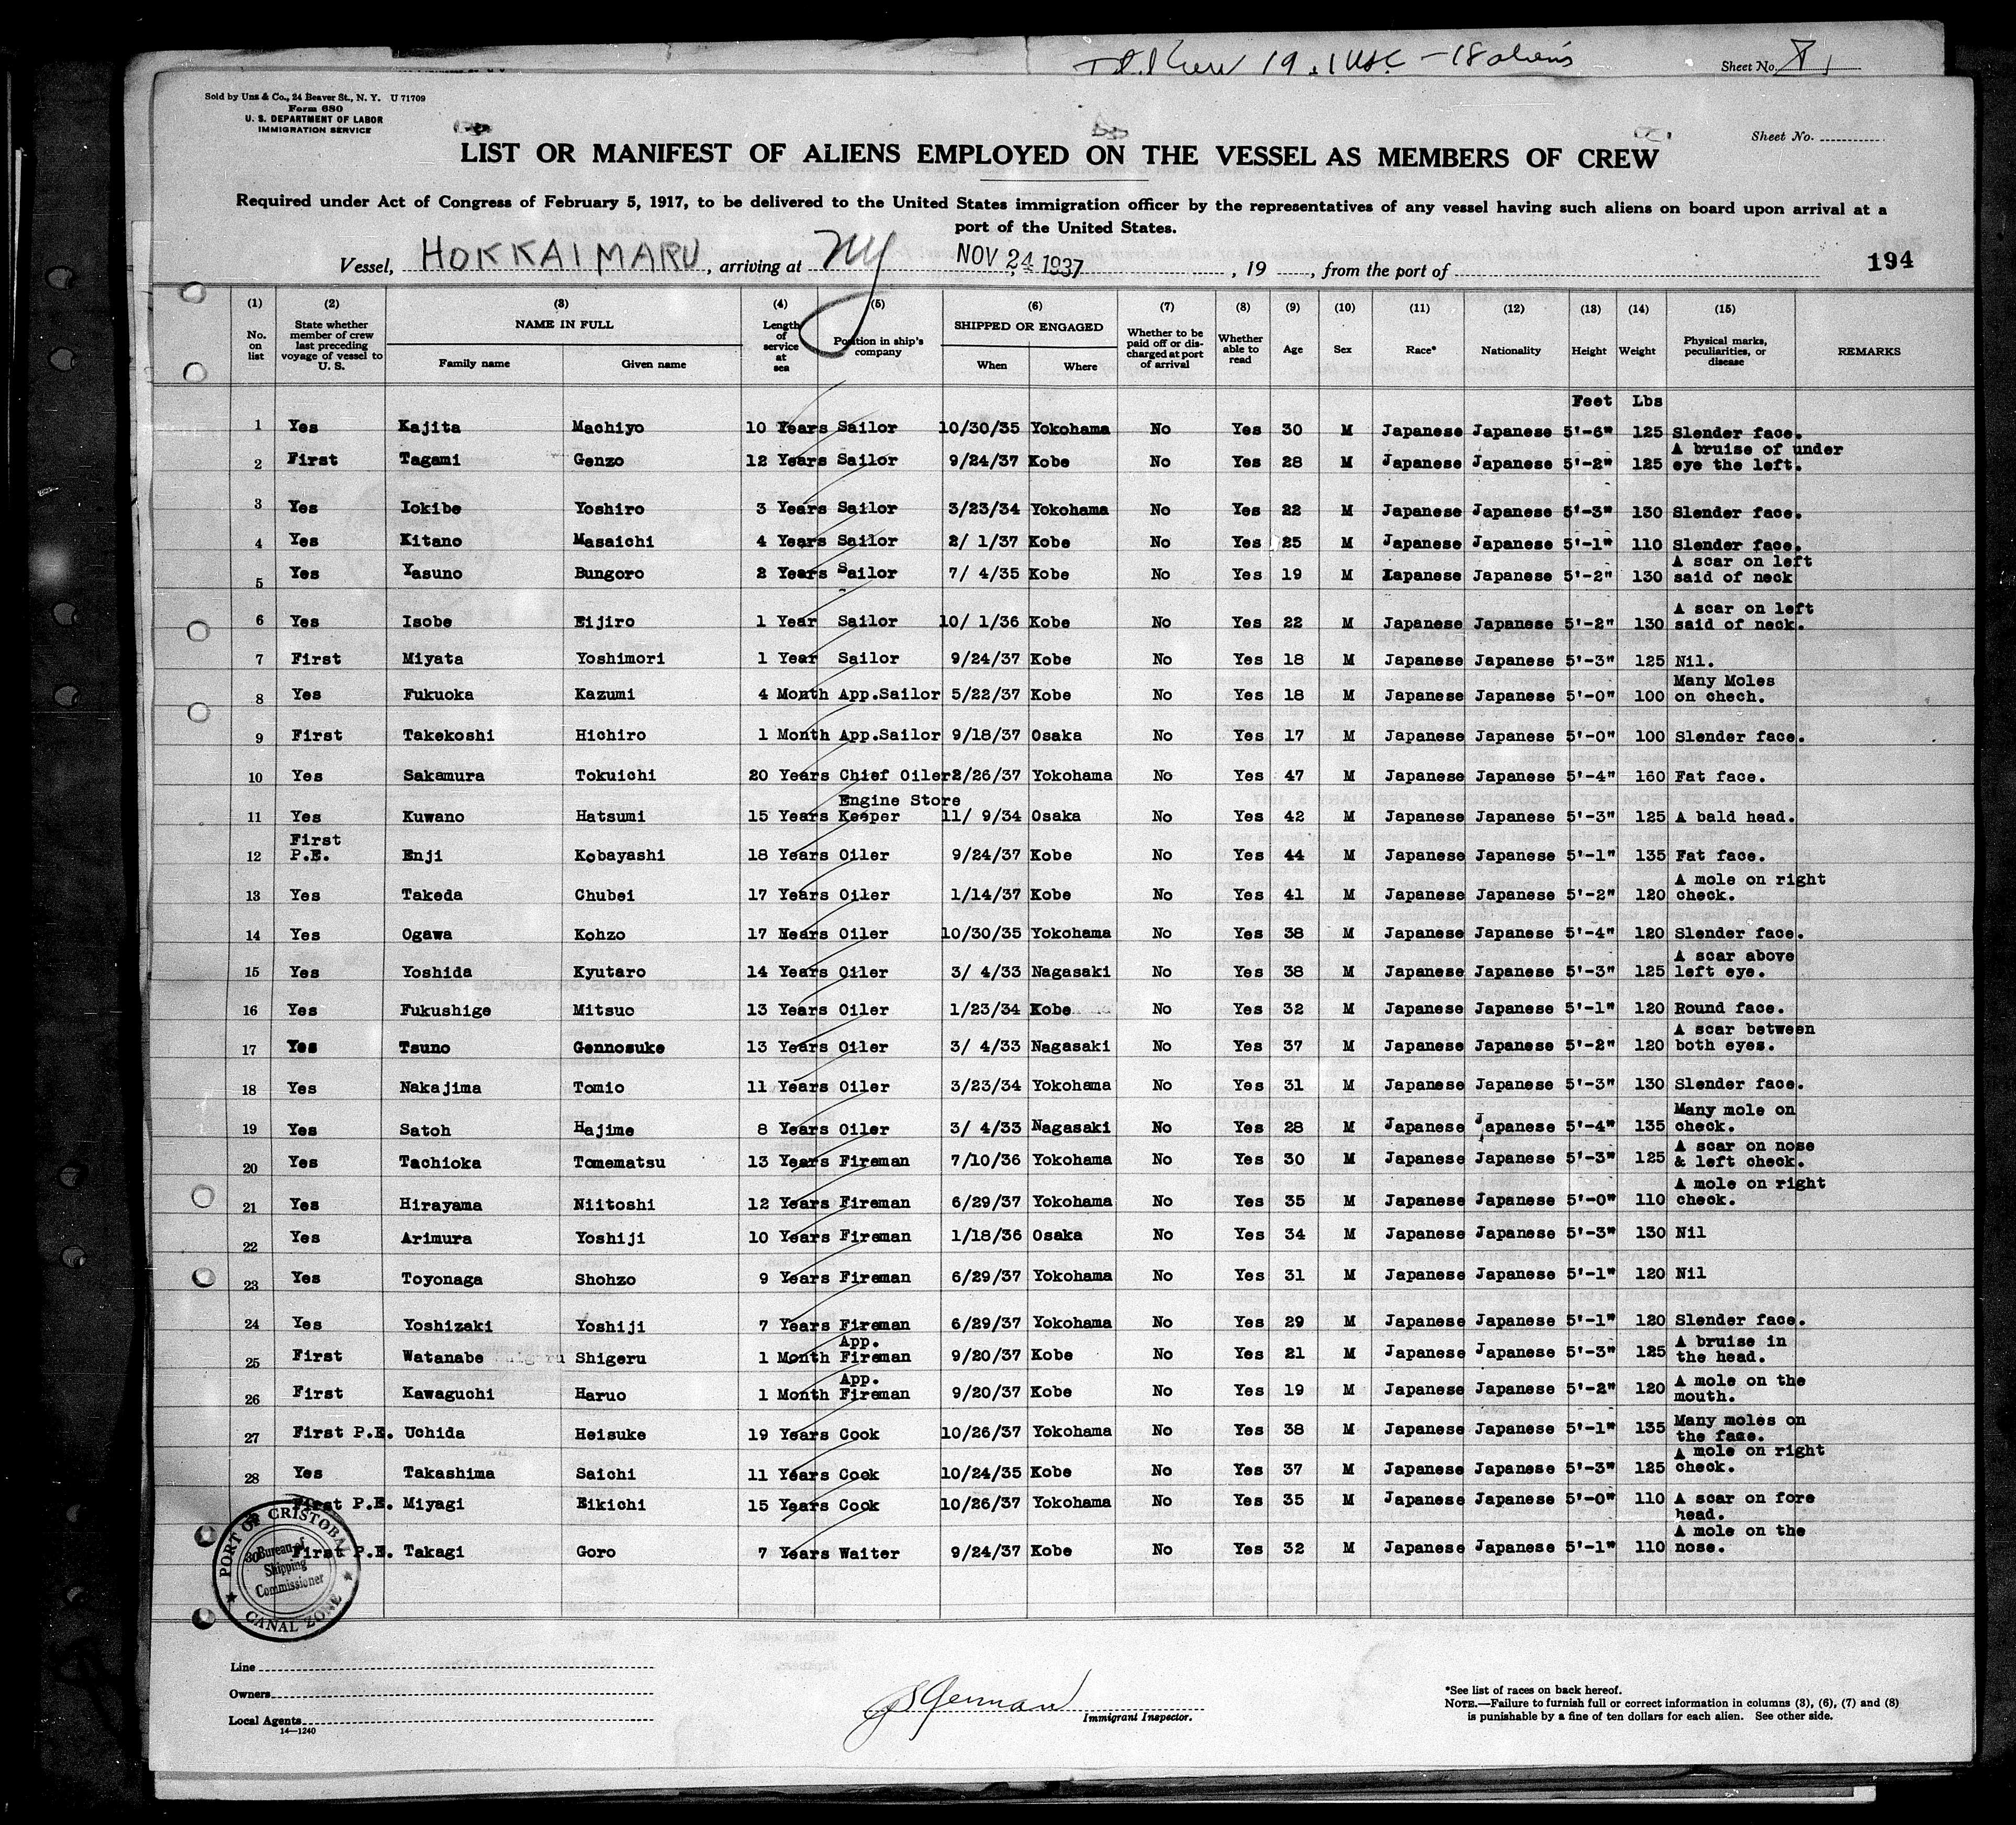 19 . 1 USC - 18 aliens
Sheet No.
Sold by Unz & Co., 24 Beaver St., N. Y. U 71709
Form 680
U. S. DEPARTMENT OF LABOR
IMMIGRATION SERVICE
Sheet No.
LIST OR MANIFEST OF ALIENS EMPLOYED ON THE VESSEL AS MEMBERS OF CREW
Required under Act of Congress of February 5, 1917, to be delivered to the United States immigration officer by the representatives of any vessel having such aliens on board upon arrival at a
port of the United States.
Vessel, HOKKAI MARU, arriving at NY NOV 24 1937, 19 , from the port of 194
(1) (2) (3) (4) (5) (6) (7) (8) (9) (10) (11) (12) (13) (14) (15)
No. on list State whether member of crew last preceding voyage of vessel to U. S. NAME IN FULL Family name Given name Length of service at sea Position in ship's company SHIPPED OR ENGAGED When Where Whether to be paid off or discharged at port of arrival Whether able to read Age Sex Race* Nationality Height Weight Physical marks, peculiarities, or disease REMARKS
Feet Lbs
1 Yes Kajita Machiyo 10 Years Sailor 10/30/35 Yokohama No Yes 30 M Japanese Japanese 5'-6" 125 Slender face.
2 First Tagami Genzo 12 Years Sailor 9/24/37 Kobe No Yes 28 M Japanese Japanese 5'-2" 125 A bruise of under eye the left.
3 Yes Iokibe Yoshiro 3 Years Sailor 3/23/34 Yokohama No Yes 22 M Japanese Japanese 5'-3" 130 Slender face.
4 Yes Kitano Masaichi 4 Years Sailor 2/ 1/37 Kobe No Yes 25 M Japanese Japanese 5'-1" 110 Slender face.
5 Yes Yasuno Bungoro 2 Years Sailor 7/ 4/35 Kobe No Yes 19 M Japanese Japanese 5'-2" 130 A scar on left said of neck
6 Yes Isobe Eijiro 1 Year Sailor 10/ 1/36 Kobe No Yes 22 M Japanese Japanese 5'-2" 130 A scar on left said of neck.
7 First Miyata Yoshimori 1 Year Sailor 9/24/37 Kobe No Yes 18 M Japanese Japanese 5'-3" 125 Nil.
8 Yes Fukuoka Kazumi 4 Month App.Sailor 5/22/37 Kobe No Yes 18 M Japanese Japanese 5'-0" 100 Many Moles on chech.
9 First Takekoshi Hichiro 1 Month App.Sailor 9/18/37 Osaka No Yes 17 M Japanese Japanese 5'-0" 100 Slender face.
10 Yes Sakamura Tokuichi 20 Years Chief Oiler 2/26/37 Yokohama No Yes 47 M Japanese Japanese 5'-4" 160 Fat face.
11 Yes Kuwano Hatsumi 15 Years Engine Store Keeper 11/ 9/34 Osaka No Yes 42 M Japanese Japanese 5'-3" 125 A bald head.
12 First P.E. Enji Kobayashi 18 Years Oiler 9/24/37 Kobe No Yes 44 M Japanese Japanese 5'-1" 135 Fat face.
13 Yes Takeda Chubei 17 Years Oiler 1/14/37 Kobe No Yes 41 M Japanese Japanese 5'-2" 120 A mole on right check.
14 Yes Ogawa Kohzo 17 Years Oiler 10/30/35 Yokohama No Yes 38 M Japanese Japanese 5'-4" 120 Slender face.
15 Yes Yoshida Kyutaro 14 Years Oiler 3/ 4/33 Nagasaki No Yes 38 M Japanese Japanese 5'-3" 125 A scar above left eye.
16 Yes Fukushige Mitsuo 13 Years Oiler 1/23/34 Kobe No Yes 32 M Japanese Japanese 5'-1" 120 Round face.
17 Yes Tsuno Gennosuke 13 Years Oiler 3/ 4/33 Nagasaki No Yes 37 M Japanese Japanese 5'-2" 120 A scar between both eyes.
18 Yes Nakajima Tomio 11 Years Oiler 3/23/34 Yokohama No Yes 31 M Japanese Japanese 5'-3" 130 Slender face.
19 Yes Satoh Hajime 8 Years Oiler 3/ 4/33 Nagasaki No Yes 28 M Japanese Japanese 5'-4" 135 Many mole on check.
20 Yes Tachioka Tomematsu 13 Years Fireman 7/10/36 Yokohama No Yes 30 M Japanese Japanese 5'-3" 125 A scar on nose & left check.
21 Yes Hirayama Niitoshi 12 Years Fireman 6/29/37 Yokohama No Yes 35 M Japanese Japanese 5'-0" 110 A mole on right check.
22 Yes Arimura Yoshiji 10 Years Fireman 1/18/36 Osaka No Yes 34 M Japanese Japanese 5'-3" 130 Nil
23 Yes Toyonaga Shohzo 9 Years Fireman 6/29/37 Yokohama No Yes 31 M Japanese Japanese 5'-1" 120 Nil
24 Yes Yoshizaki Yoshiji 7 Years Fireman 6/29/37 Yokohama No Yes 29 M Japanese Japanese 5'-1" 120 Slender face.
25 First Watanabe Shigeru 1 Month App. Fireman 9/20/37 Kobe No Yes 21 M Japanese Japanese 5'-3" 125 A bruise in the head.
26 First Kawaguchi Haruo 1 Month App. Fireman 9/20/37 Kobe No Yes 19 M Japanese Japanese 5'-2" 120 A mole on the mouth.
27 First P.E. Uchida Heisuke 19 Years Cook 10/26/37 Yokohama No Yes 38 M Japanese Japanese 5'-1" 135 Many moles on the face.
28 Yes Takashima Saichi 11 Years Cook 10/24/35 Kobe No Yes 37 M Japanese Japanese 5'-3" 125 A mole on right check.
First P.E. Miyagi Eikichi 15 Years Cook 10/26/37 Yokohama No Yes 35 M Japanese Japanese 5'-0" 110 A scar on fore head.
30 First P.E. Takagi Goro 7 Years Waiter 9/24/37 Kobe No Yes 32 M Japanese Japanese 5'-1" 110 A mole on the nose.
PORT OF CRISTOBAL
Bureau of
Shipping
Commissioner
CANAL ZONE
Line
Owners
Local Agents
14—1240
Immigrant Inspector.
*See list of races on back hereof.
NOTE.—Failure to furnish full or correct information in columns (3), (6), (7) and (8)
is punishable by a fine of ten dollars for each alien. See other side.